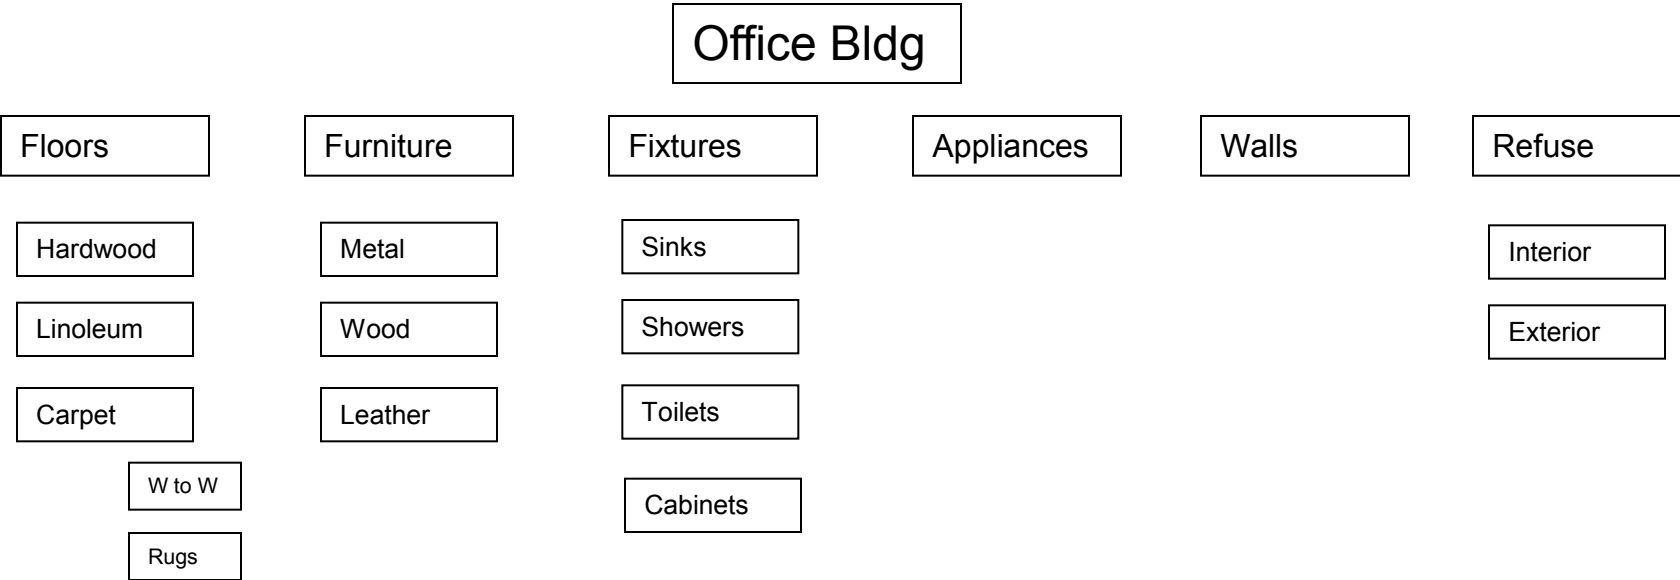 Office Bldg
Floors
Furniture
Fixtures
Appliances
Walls
Refuse
Hardwood
Metal
Sinks
Interior
Linoleum
Wood
Showers
Exterior
Carpet
Leather
Toilets
W to W
Cabinets
Rugs